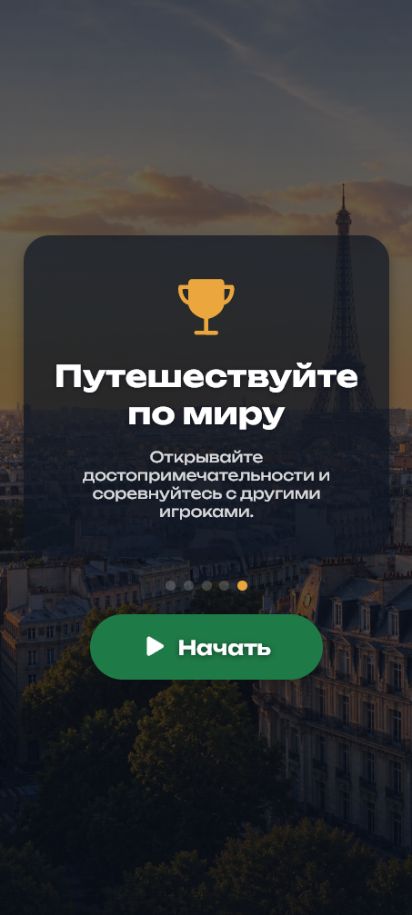 Путешествуйте
по миру
Открывайте
достопримечательности и
соревнуйтесь с другими
игроками.
Начать